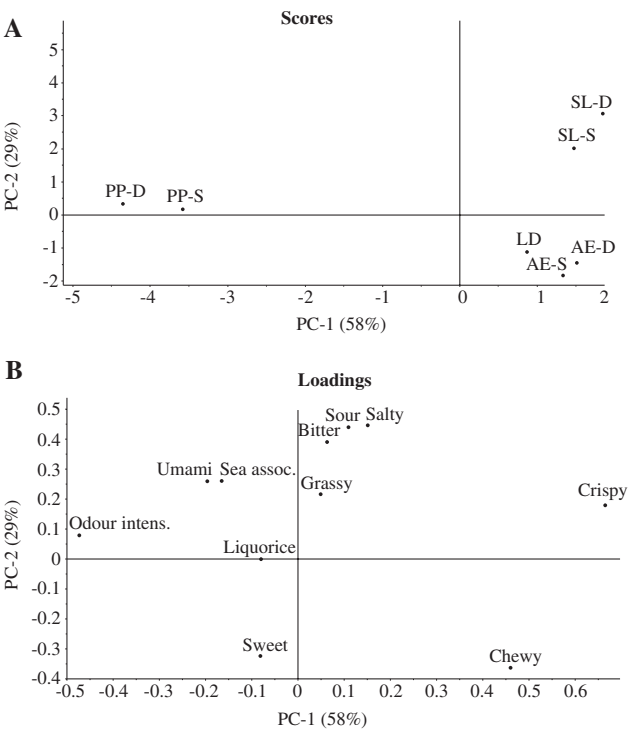 A
Scores
5
4
3
2
1
0
-1
-2
PC-2 (29%)
SL-D
SL-S
PP-D
PP-S
LD
AE-D
AE-S
-5 -4 -3 -2 -1 0 1 2
PC-1 (58%)
B
Loadings
0.5
0.4
0.3
0.2
0.1
0
-0.1
-0.2
-0.3
-0.4
PC-2 (29%)
Sour Salty
Bitter
Umami Sea assoc.
Grassy
Crispy
Odour intens.
Liquorice
Sweet
Chewy
-0.5 -0.4 -0.3 -0.2 -0.1 0 0.1 0.2 0.3 0.4 0.5 0.6
PC-1 (58%)